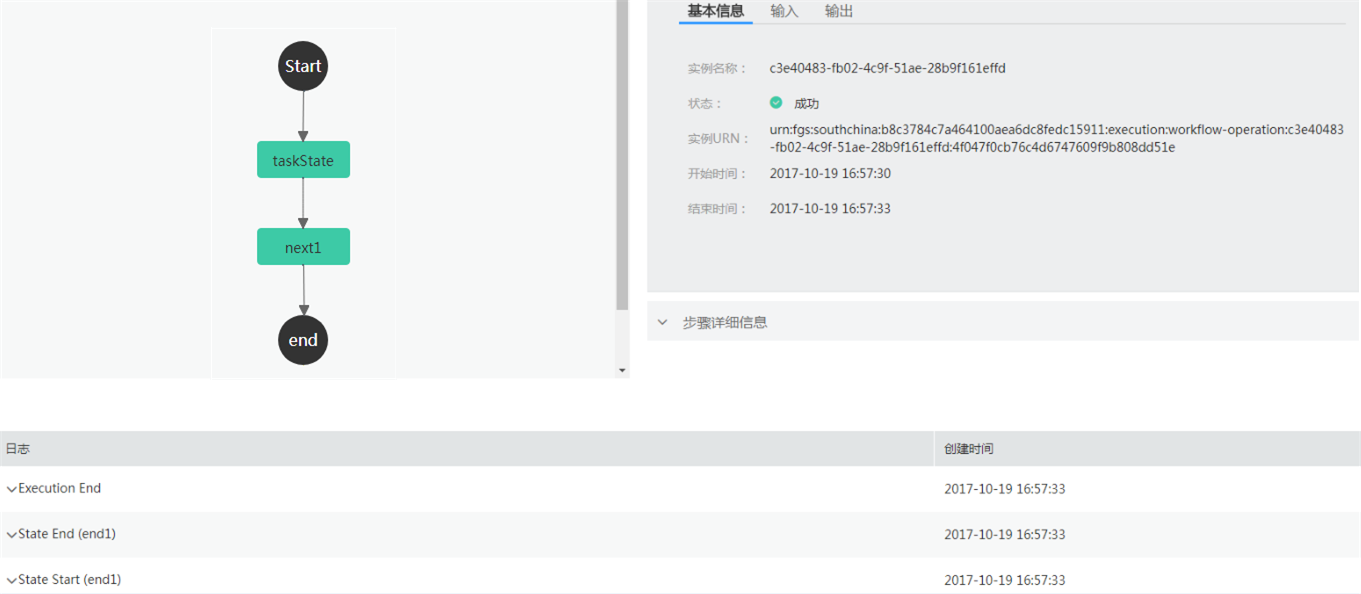 Start
taskState
next1
end
基本信息 输入 输出
实例名称： c3e40483-fb02-4c9f-51ae-28b9f161effd
状态： 成功
实例URN： urn:fgs:southchina:b8c3784c7a464100aea6dc8fedc15911:execution:workflow-operation:c3e40483
-fb02-4c9f-51ae-28b9f161effd:4f047f0cb76c4d6747609f9b808dd51e
开始时间： 2017-10-19 16:57:30
结束时间： 2017-10-19 16:57:33
步骤详细信息
日志 创建时间
Execution End 2017-10-19 16:57:33
State End (end1) 2017-10-19 16:57:33
State Start (end1) 2017-10-19 16:57:33